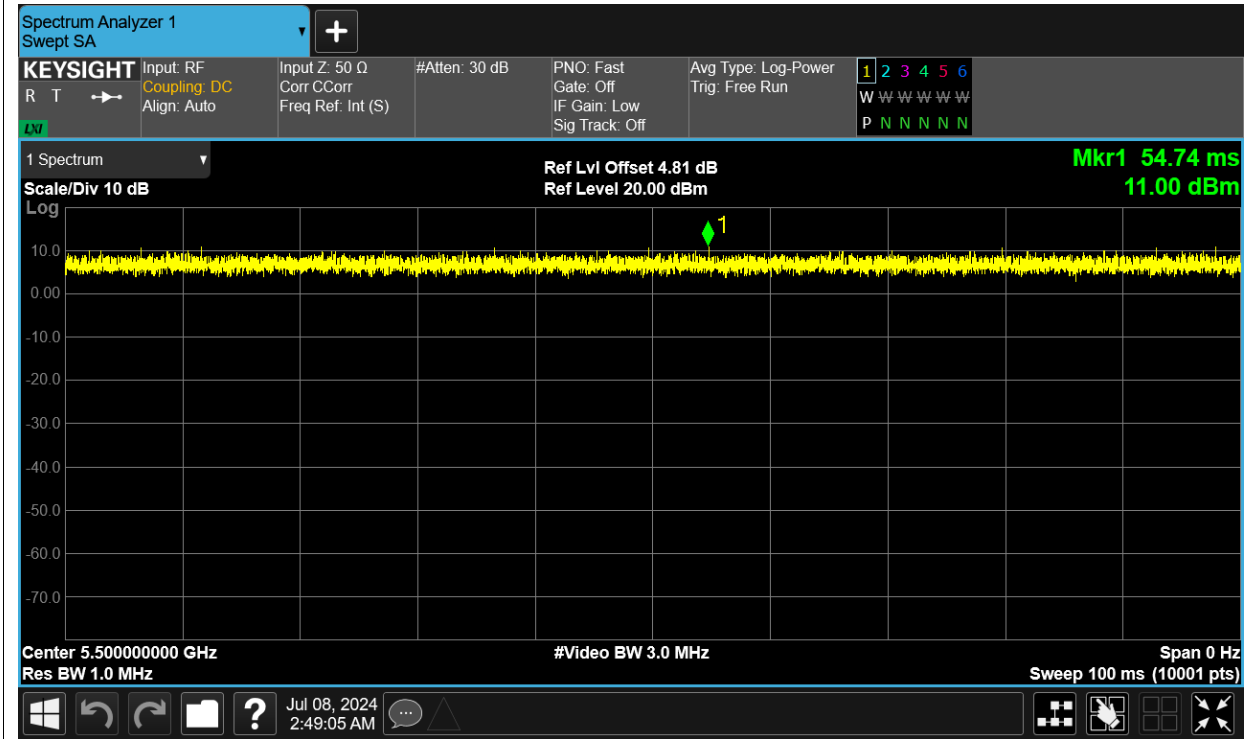 Spectrum Analyzer 1
Swept SA
KEYSIGHT
R T
LXI
Input: RF
Coupling: DC
Align: Auto
Input Z: 50 Ω
Corr CCorr
Freq Ref: Int (S)
#Atten: 30 dB
PNO: Fast
Gate: Off
IF Gain: Low
Sig Track: Off
Avg Type: Log-Power
Trig: Free Run
1 2 3 4 5 6
W W W W W W
P N N N N N
1 Spectrum
Scale/Div 10 dB
Log
Ref Lvl Offset 4.81 dB
Ref Level 20.00 dBm
Mkr1 54.74 ms
11.00 dBm
1
10.0
0.00
-10.0
-20.0
-30.0
-40.0
-50.0
-60.0
-70.0
Center 5.500000000 GHz
Res BW 1.0 MHz
#Video BW 3.0 MHz
Span 0 Hz
Sweep 100 ms (10001 pts)
?
Jul 08, 2024
2:49:05 AM